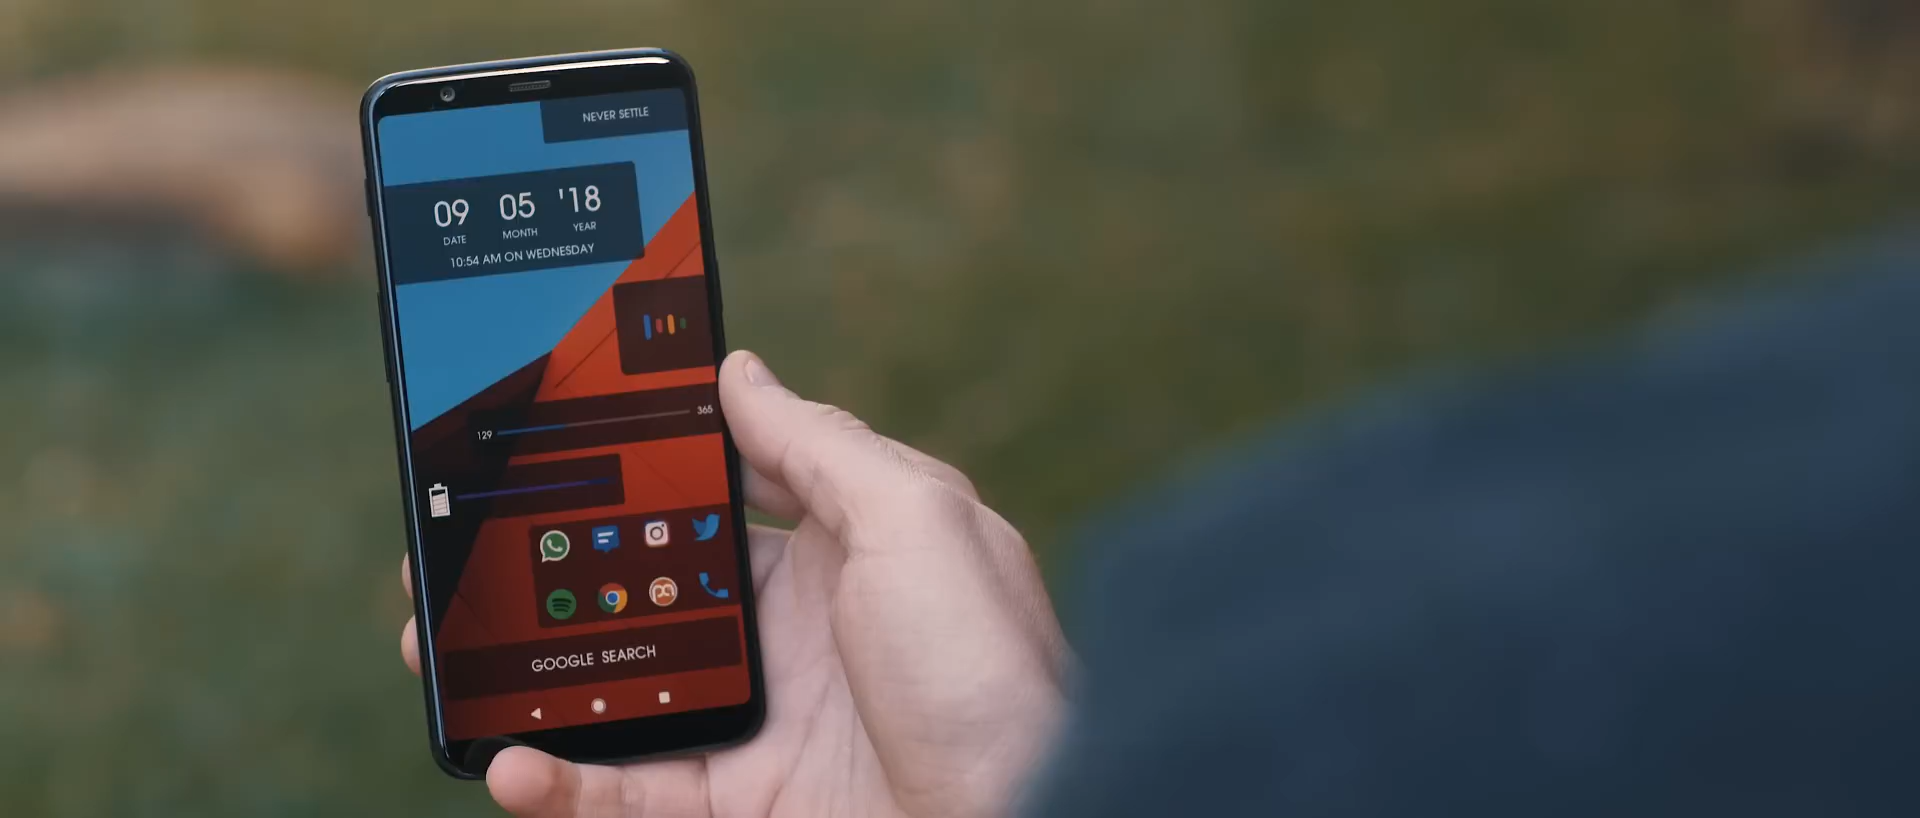 NEVER SETTLE
09 05 '18
DATE MONTH YEAR
10:54 AM ON WEDNESDAY
129 365
GOOGLE SEARCH